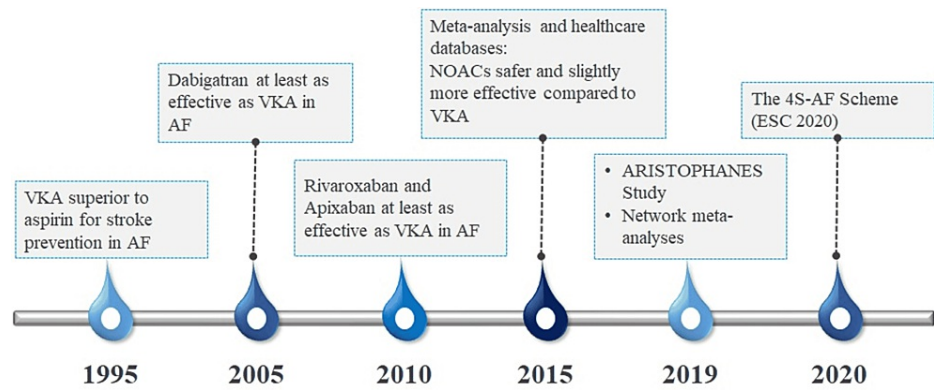 VKA superior to
aspirin for stroke
prevention in AF
Dabigatran at least as
effective as VKA in
AF
Rivaroxaban and
Apixaban at least as
effective as VKA in AF
Meta-analysis and healthcare
databases:
NOACs safer and slightly
more effective compared to
VKA
• ARISTOPHANES
Study
• Network meta-
analyses
The 4S-AF Scheme
(ESC 2020)
1995
2005
2010
2015
2019
2020